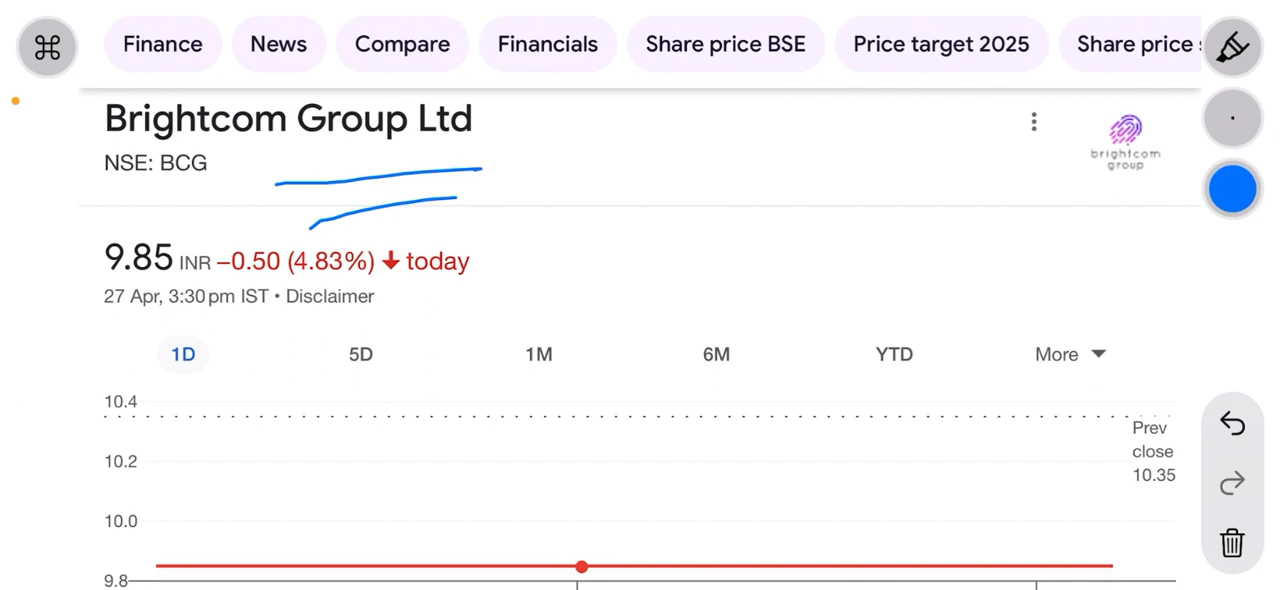 Finance News Compare Financials Share price BSE Price target 2025 Share price
Brightcom Group Ltd
NSE: BCG
brightcom
group
9.85 INR −0.50 (4.83%) ↓ today
27 Apr, 3:30 pm IST • Disclaimer
1D 5D 1M 6M YTD More
10.4
Prev
close
10.35
10.2
10.0
9.8